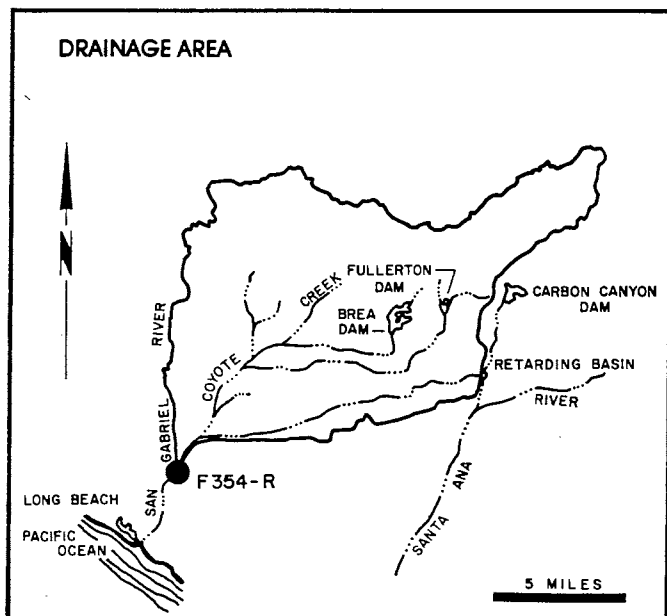 DRAINAGE AREA
N
FULLERTON
DAM
CREEK
BREA
DAM
CARBON CANYON
DAM
RIVER
COYOTE
RETARDING BASIN
RIVER
GABRIEL
F354-R
SAN
ANA
SANTA
LONG BEACH
PACIFIC
OCEAN
5 MILES